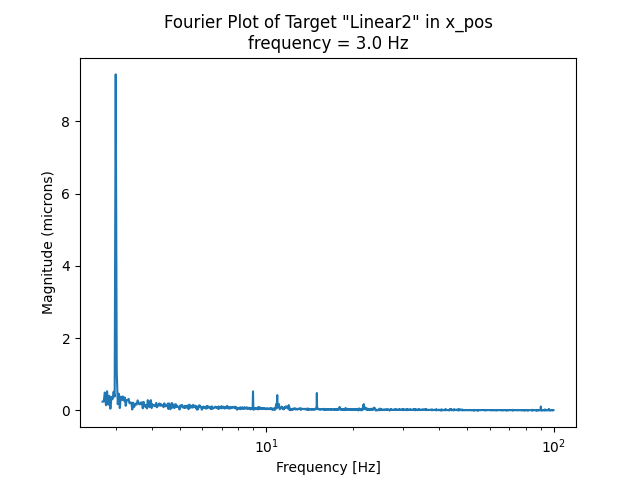 Fourier Plot of Target "Linear2" in x_pos
frequency = 3.0 Hz
Magnitude (microns)
8
6
4
2
0
10¹
10²
Frequency [Hz]